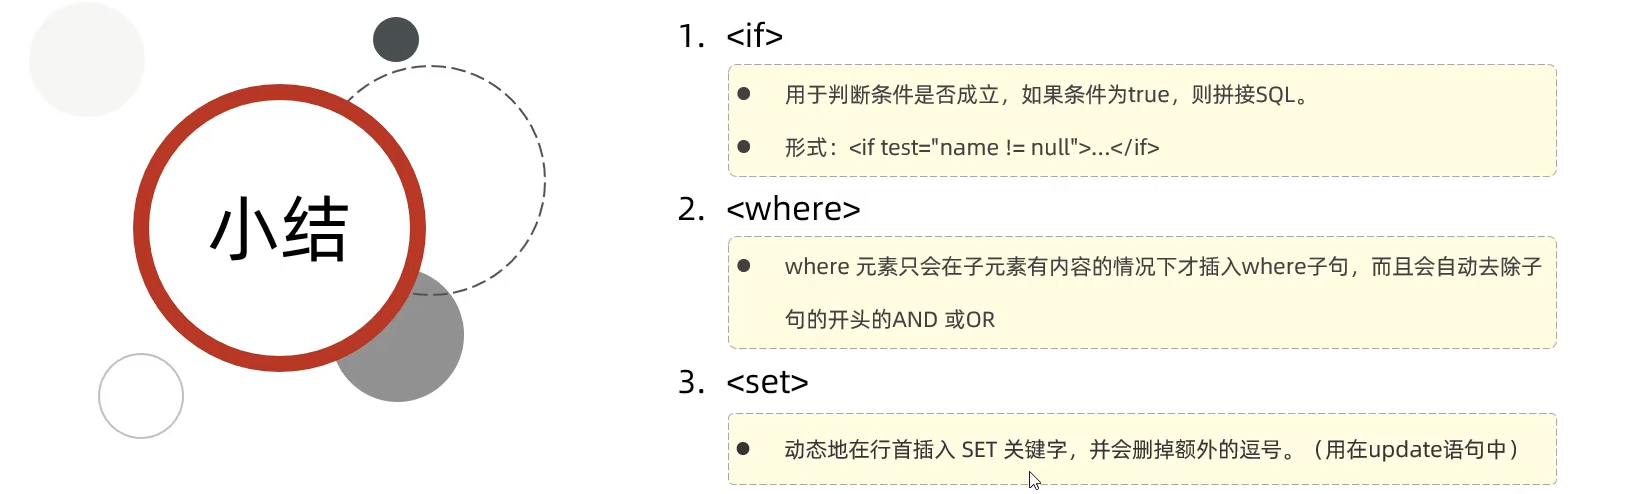 小结
1. <if>
● 用于判断条件是否成立，如果条件为true，则拼接SQL。
● 形式：<if test="name != null">…</if>
2. <where>
● where 元素只会在子元素有内容的情况下才插入where子句，而且会自动去除子
句的开头的AND 或OR
3. <set>
● 动态地在行首插入 SET 关键字，并会删掉额外的逗号。（用在update语句中）